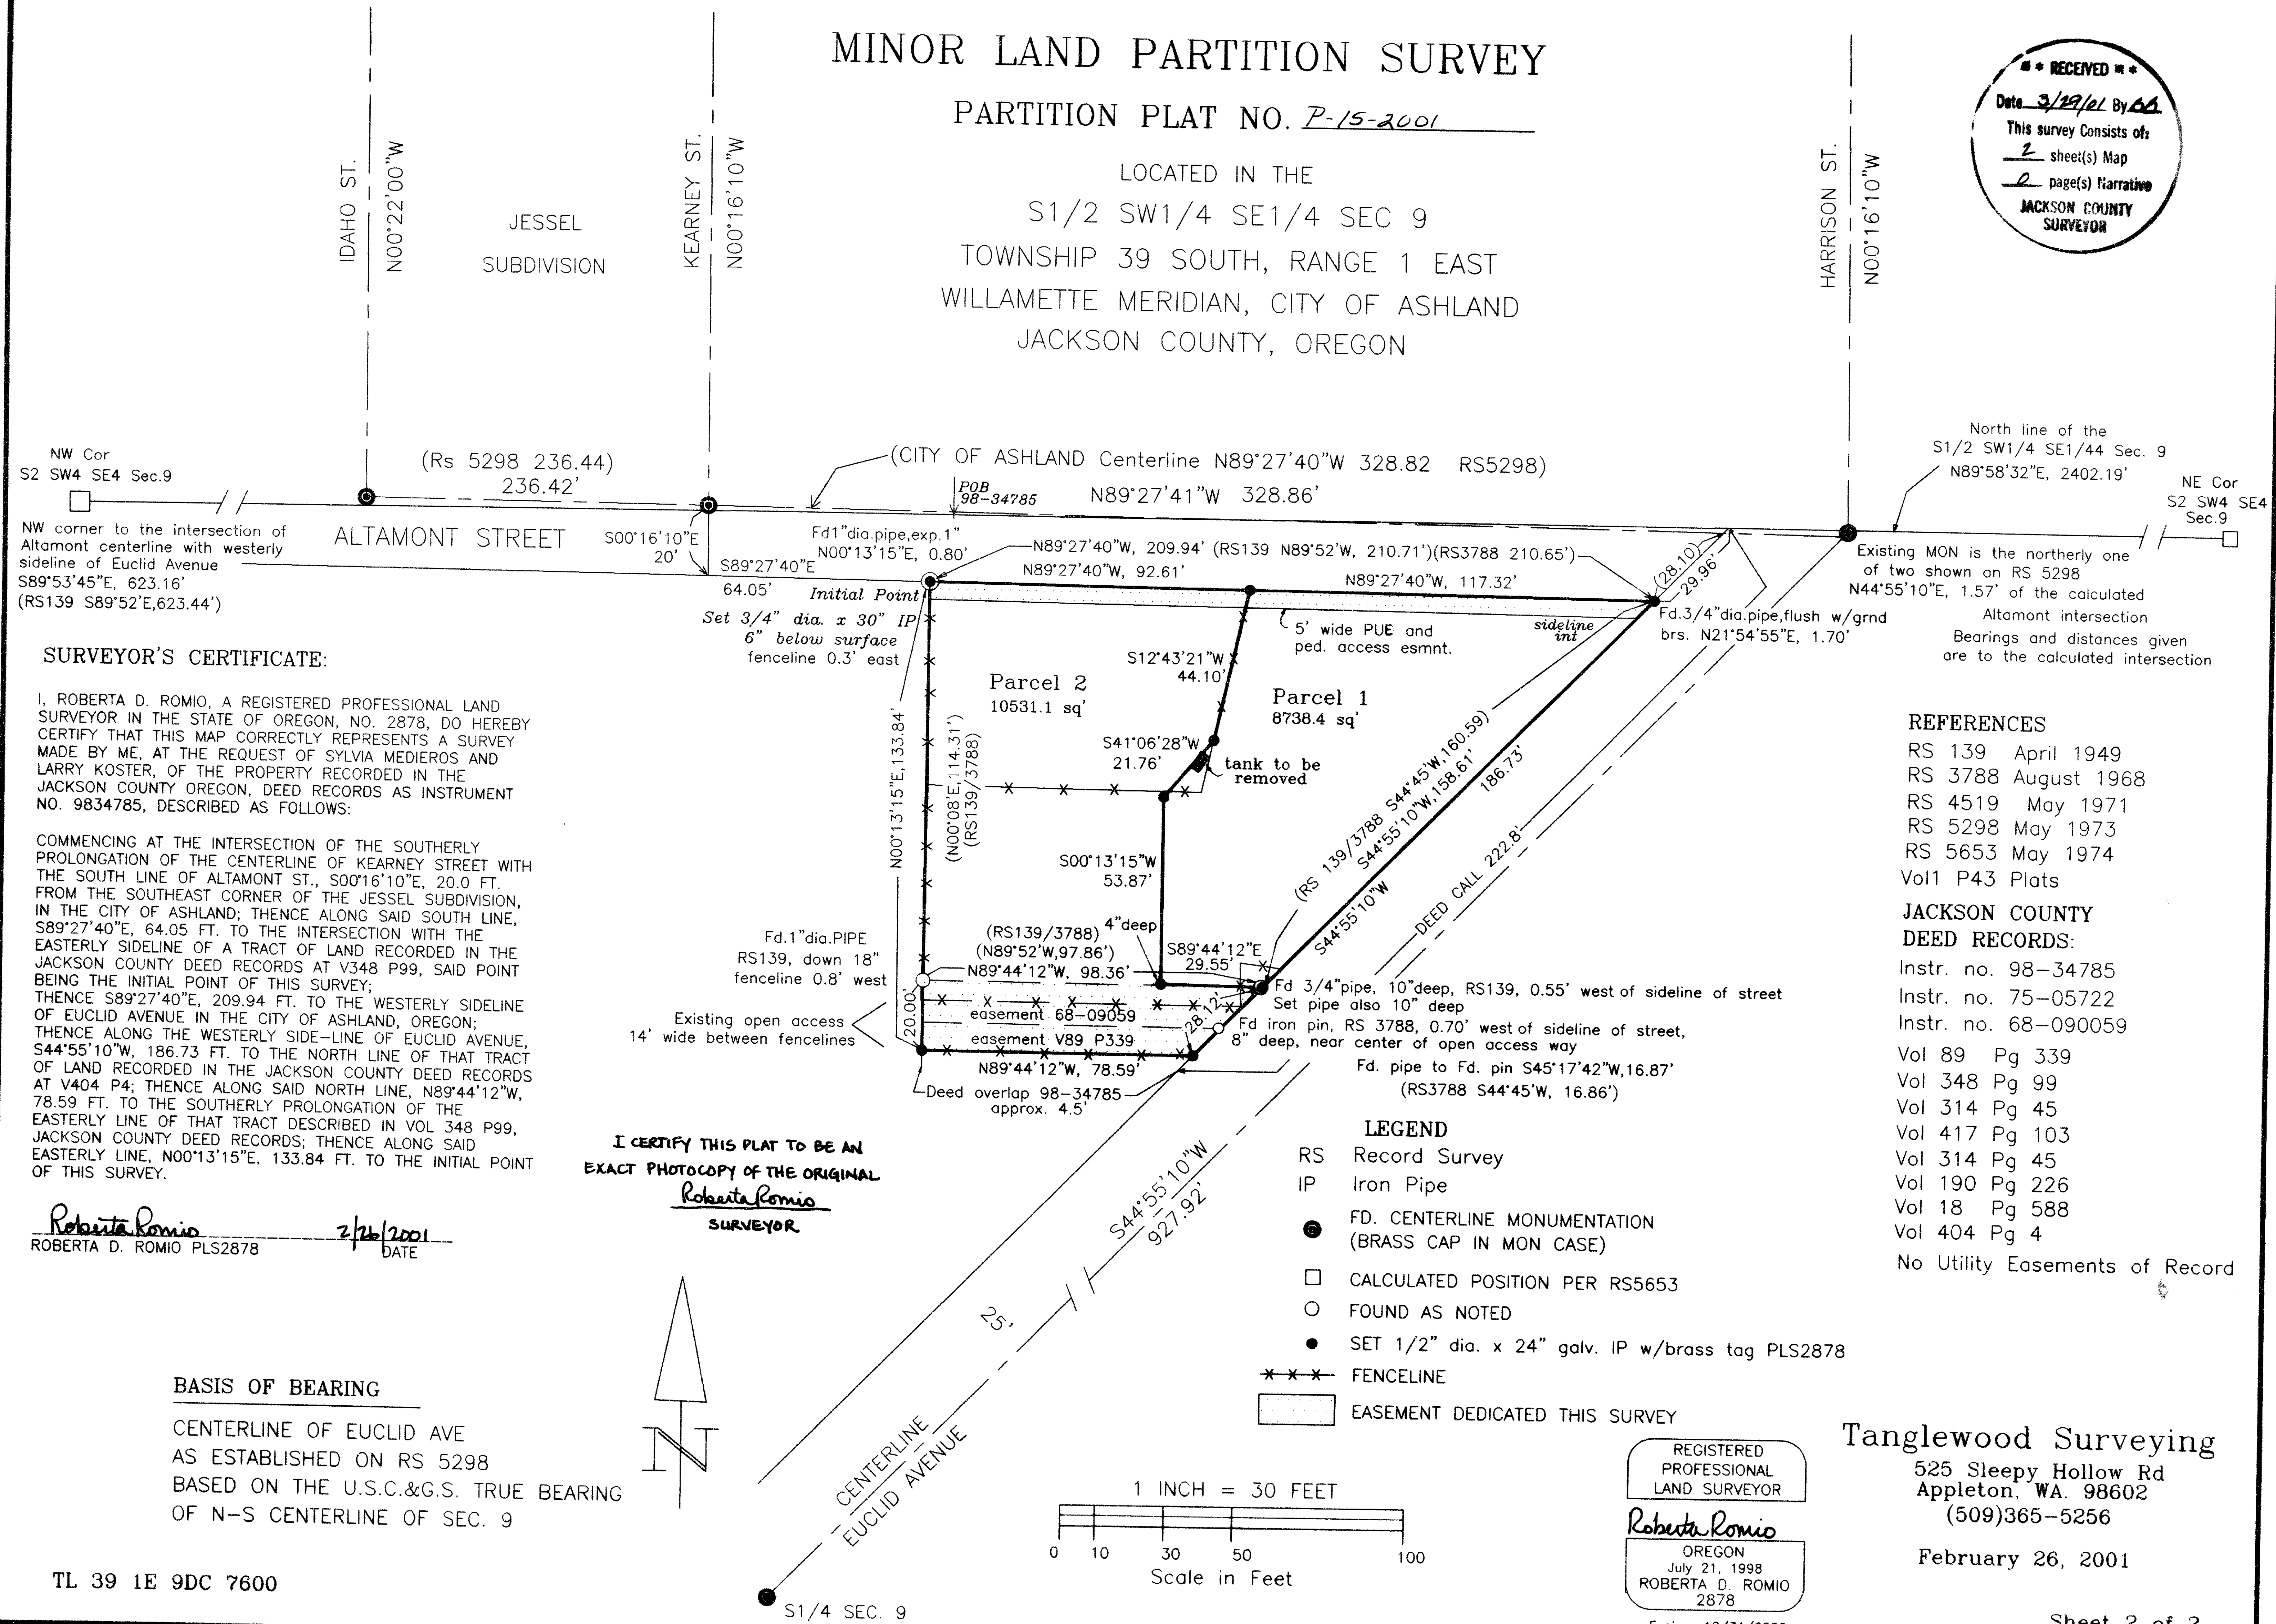 MINOR LAND PARTITION SURVEY
PARTITION PLAT NO. P-15-2001
LOCATED IN THE
S1/2 SW1/4 SE1/4 SEC 9
TOWNSHIP 39 SOUTH, RANGE 1 EAST
WILLAMETTE MERIDIAN, CITY OF ASHLAND
JACKSON COUNTY, OREGON
* * RECEIVED * *
Date 3/29/01 By BB
This survey Consists of:
2 sheet(s) Map
0 page(s) Narrative
JACKSON COUNTY
SURVEYOR
IDAHO ST.
N00°22'00"W
JESSEL
SUBDIVISION
KEARNEY ST.
N00°16'10"W
HARRISON ST.
N00°16'10"W
NW Cor
S2 SW4 SE4 Sec.9
(Rs 5298 236.44)
236.42'
(CITY OF ASHLAND Centerline N89°27'40"W 328.82 RS5298)
POB
98-34785
N89°27'41"W 328.86'
North line of the
S1/2 SW1/4 SE1/44 Sec. 9
N89°58'32"E, 2402.19'
NE Cor
S2 SW4 SE4
Sec.9
NW corner to the intersection of
Altamont centerline with westerly
sideline of Euclid Avenue
S89°53'45"E, 623.16'
(RS139 S89°52'E,623.44')
ALTAMONT STREET
S00°16'10"E
20'
S89°27'40"E
64.05'
Fd1"dia.pipe,exp.1"
N00°13'15"E, 0.80'
Initial Point
Set 3/4" dia. x 30" IP
6" below surface
fenceline 0.3' east
N89°27'40"W, 209.94' (RS139 N89°52'W, 210.71')(RS3788 210.65')
N89°27'40"W, 92.61'
N89°27'40"W, 117.32'
(28.10)
29.96'
Existing MON is the northerly one
of two shown on RS 5298
N44°55'10"E, 1.57' of the calculated
Altamont intersection
Bearings and distances given
are to the calculated intersection
Fd.3/4"dia.pipe,flush w/grnd
brs. N21°54'55"E, 1.70'
sideline
int
5' wide PUE and
ped. access esmnt.
S12°43'21"W
44.10'
Parcel 2
10531.1 sq'
Parcel 1
8738.4 sq'
S41°06'28"W
21.76'
tank to be
removed
N00°13'15"E,133.84'
(N00°08'E,114.31')
(RS139/3788)
S00°13'15"W
53.87'
(RS 139/3788 S44°45'W,160.59)
S44°55'10"W,158.61'
186.73'
S44°55'10"W
DEED CALL 222.8'
Fd.1"dia.PIPE
RS139, down 18"
fenceline 0.8' west
(RS139/3788)
(N89°52'W,97.86')
N89°44'12"W, 98.36'
4"deep
S89°44'12"E
29.55'
Fd 3/4"pipe, 10"deep, RS139, 0.55' west of sideline of street
Set pipe also 10" deep
Existing open access
14' wide between fencelines
20.00'
easement 68-09059
easement V89 P339
28.12'
Fd iron pin, RS 3788, 0.70' west of sideline of street,
8" deep, near center of open access way
Fd. pipe to Fd. pin S45°17'42"W,16.87'
(RS3788 S44°45'W, 16.86')
N89°44'12"W, 78.59'
Deed overlap 98-34785
approx. 4.5'
SURVEYOR'S CERTIFICATE:
I, ROBERTA D. ROMIO, A REGISTERED PROFESSIONAL LAND
SURVEYOR IN THE STATE OF OREGON, NO. 2878, DO HEREBY
CERTIFY THAT THIS MAP CORRECTLY REPRESENTS A SURVEY
MADE BY ME, AT THE REQUEST OF SYLVIA MEDIEROS AND
LARRY KOSTER, OF THE PROPERTY RECORDED IN THE
JACKSON COUNTY OREGON, DEED RECORDS AS INSTRUMENT
NO. 9834785, DESCRIBED AS FOLLOWS:
COMMENCING AT THE INTERSECTION OF THE SOUTHERLY
PROLONGATION OF THE CENTERLINE OF KEARNEY STREET WITH
THE SOUTH LINE OF ALTAMONT ST., S00°16'10"E, 20.0 FT.
FROM THE SOUTHEAST CORNER OF THE JESSEL SUBDIVISION,
IN THE CITY OF ASHLAND; THENCE ALONG SAID SOUTH LINE,
S89°27'40"E, 64.05 FT. TO THE INTERSECTION WITH THE
EASTERLY SIDELINE OF A TRACT OF LAND RECORDED IN THE
JACKSON COUNTY DEED RECORDS AT V348 P99, SAID POINT
BEING THE INITIAL POINT OF THIS SURVEY;
THENCE S89°27'40"E, 209.94 FT. TO THE WESTERLY SIDELINE
OF EUCLID AVENUE IN THE CITY OF ASHLAND, OREGON;
THENCE ALONG THE WESTERLY SIDE-LINE OF EUCLID AVENUE,
S44°55'10"W, 186.73 FT. TO THE NORTH LINE OF THAT TRACT
OF LAND RECORDED IN THE JACKSON COUNTY DEED RECORDS
AT V404 P4; THENCE ALONG SAID NORTH LINE, N89°44'12"W,
78.59 FT. TO THE SOUTHERLY PROLONGATION OF THE
EASTERLY LINE OF THAT TRACT DESCRIBED IN VOL 348 P99,
JACKSON COUNTY DEED RECORDS; THENCE ALONG SAID
EASTERLY LINE, N00°13'15"E, 133.84 FT. TO THE INITIAL POINT
OF THIS SURVEY.
Roberta Romio 2/26/2001
ROBERTA D. ROMIO PLS2878 DATE
I CERTIFY THIS PLAT TO BE AN
EXACT PHOTOCOPY OF THE ORIGINAL
Roberta Romio
SURVEYOR
REFERENCES
RS 139 April 1949
RS 3788 August 1968
RS 4519 May 1971
RS 5298 May 1973
RS 5653 May 1974
Vol1 P43 Plats
JACKSON COUNTY
DEED RECORDS:
Instr. no. 98-34785
Instr. no. 75-05722
Instr. no. 68-090059
Vol 89 Pg 339
Vol 348 Pg 99
Vol 314 Pg 45
Vol 417 Pg 103
Vol 314 Pg 45
Vol 190 Pg 226
Vol 18 Pg 588
Vol 404 Pg 4
No Utility Easements of Record
LEGEND
RS Record Survey
IP Iron Pipe
FD. CENTERLINE MONUMENTATION
(BRASS CAP IN MON CASE)
CALCULATED POSITION PER RS5653
FOUND AS NOTED
SET 1/2" dia. x 24" galv. IP w/brass tag PLS2878
FENCELINE
EASEMENT DEDICATED THIS SURVEY
S44°55'10"W
927.92'
25'
CENTERLINE
EUCLID AVENUE
S1/4 SEC. 9
N
BASIS OF BEARING
CENTERLINE OF EUCLID AVE
AS ESTABLISHED ON RS 5298
BASED ON THE U.S.C.&G.S. TRUE BEARING
OF N-S CENTERLINE OF SEC. 9
TL 39 1E 9DC 7600
1 INCH = 30 FEET
0 10 30 50 100
Scale in Feet
REGISTERED
PROFESSIONAL
LAND SURVEYOR
Roberta Romio
OREGON
July 21, 1998
ROBERTA D. ROMIO
2878
Tanglewood Surveying
525 Sleepy Hollow Rd
Appleton, WA. 98602
(509)365-5256
February 26, 2001
Sheet 2 of 2